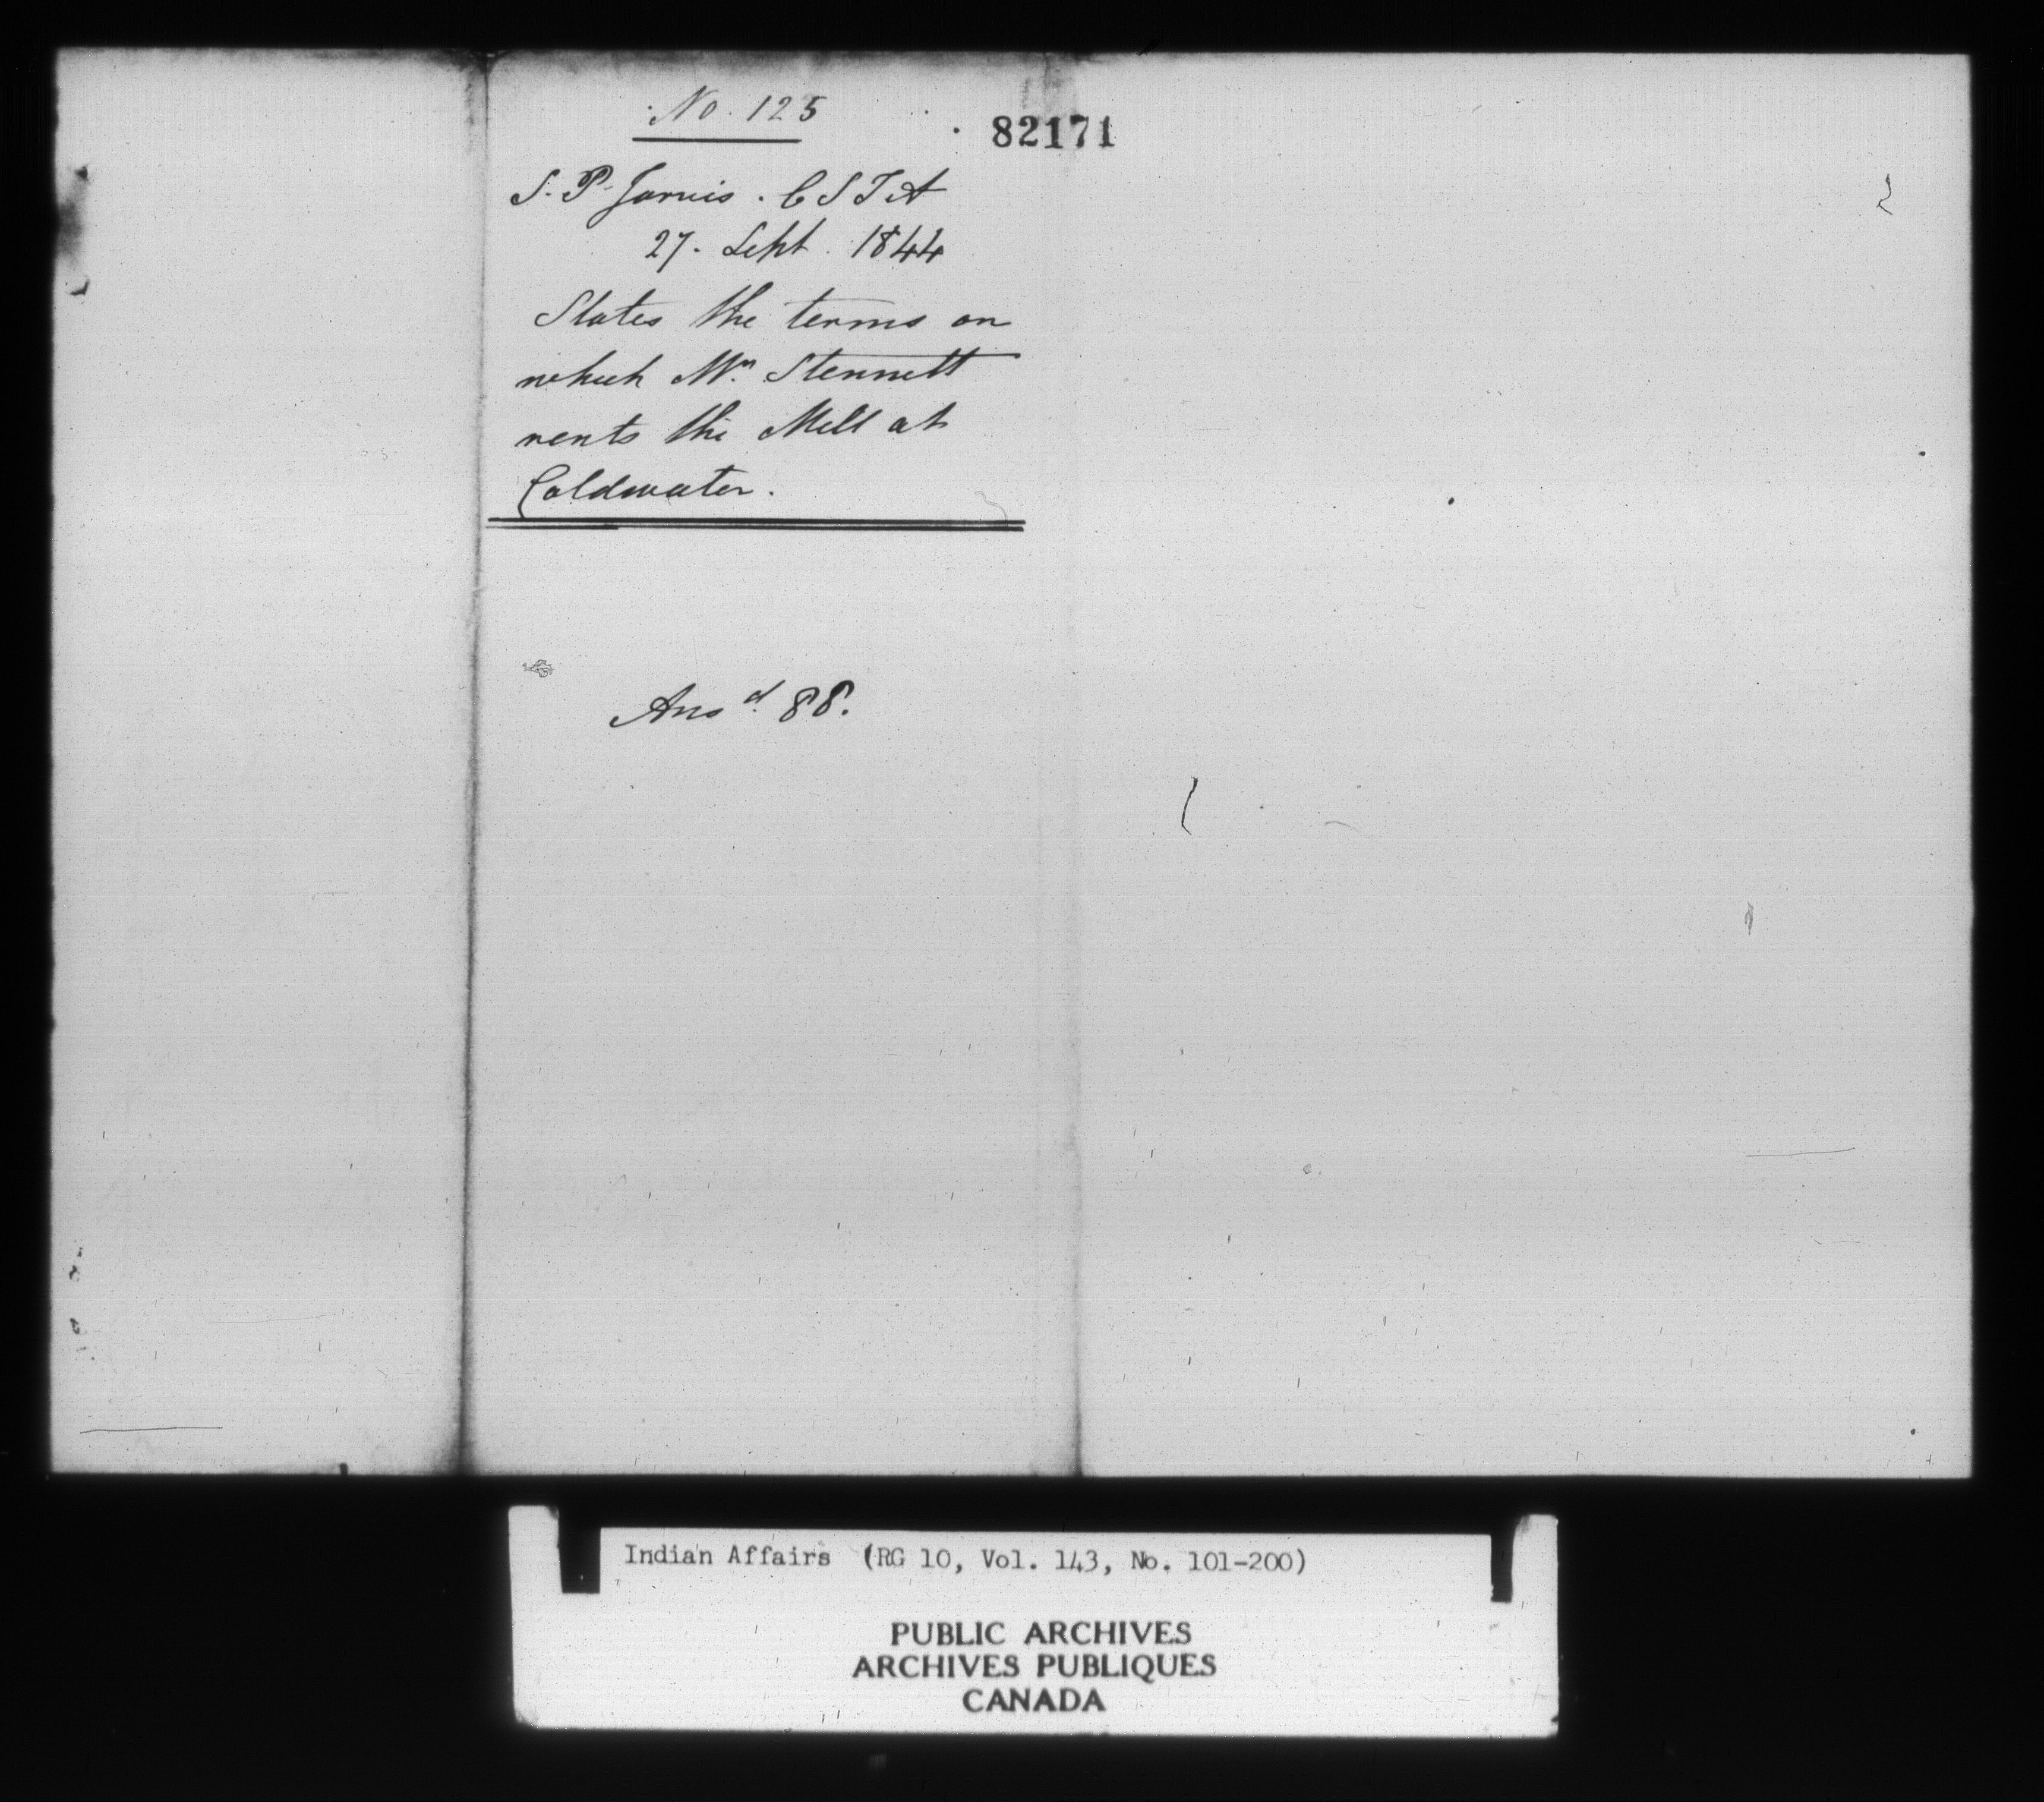 No. 125
82171
S. P. Jarvis. C S I A
27. Sept. 1844
States the terms on
which Mr. Stennett
rents the Mill at
Coldwater.
Ansd. 88.
Indian Affairs (RG 10, Vol. 143, No. 101-200)
PUBLIC ARCHIVES
ARCHIVES PUBLIQUES
CANADA